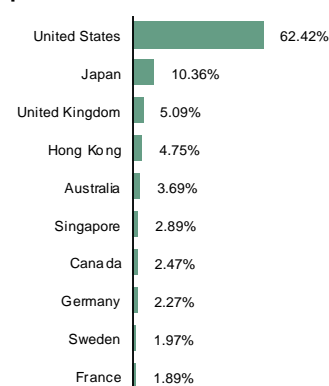 United States 62.42%
Japan 10.36%
United Kingdom 5.09%
Hong Kong 4.75%
Australia 3.69%
Singapore 2.89%
Canada 2.47%
Germany 2.27%
Sweden 1.97%
France 1.89%